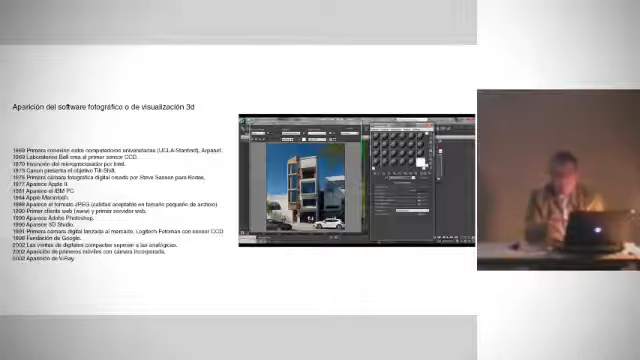 Aparición del software fotográfico o de visualización 3d
1969 Primera conexión entre computadoras universitarias (UCLA-Stanford), Arpanet.
1969 Laboratorios Bell crea el primer sensor CCD.
1970 Invención del microprocesador por Intel.
1973 Canon presenta el objetivo Tilt-Shift.
1975 Primera cámara fotográfica digital creada por Steve Sasson para Kodak.
1977 Aparece Apple II
1981 Aparece el IBM PC
1984 Apple Macintosh
1988 Aparece el formato JPEG (calidad aceptable en tamaño pequeño de archivo)
1990 Primer cliente web (www) y primer servidor web.
1990 Aparece Adobe Photoshop.
1990 Aparece 3D Studio.
1991 Primera cámara digital lanzada al mercado, Logitech Fotoman con sensor CCD
1998 Fundación de Google.
2002 Las ventas de digitales compactas superan a las analógicas.
2002 Aparición de primeros móviles con cámara incorporada.
2002 Aparición de V-Ray